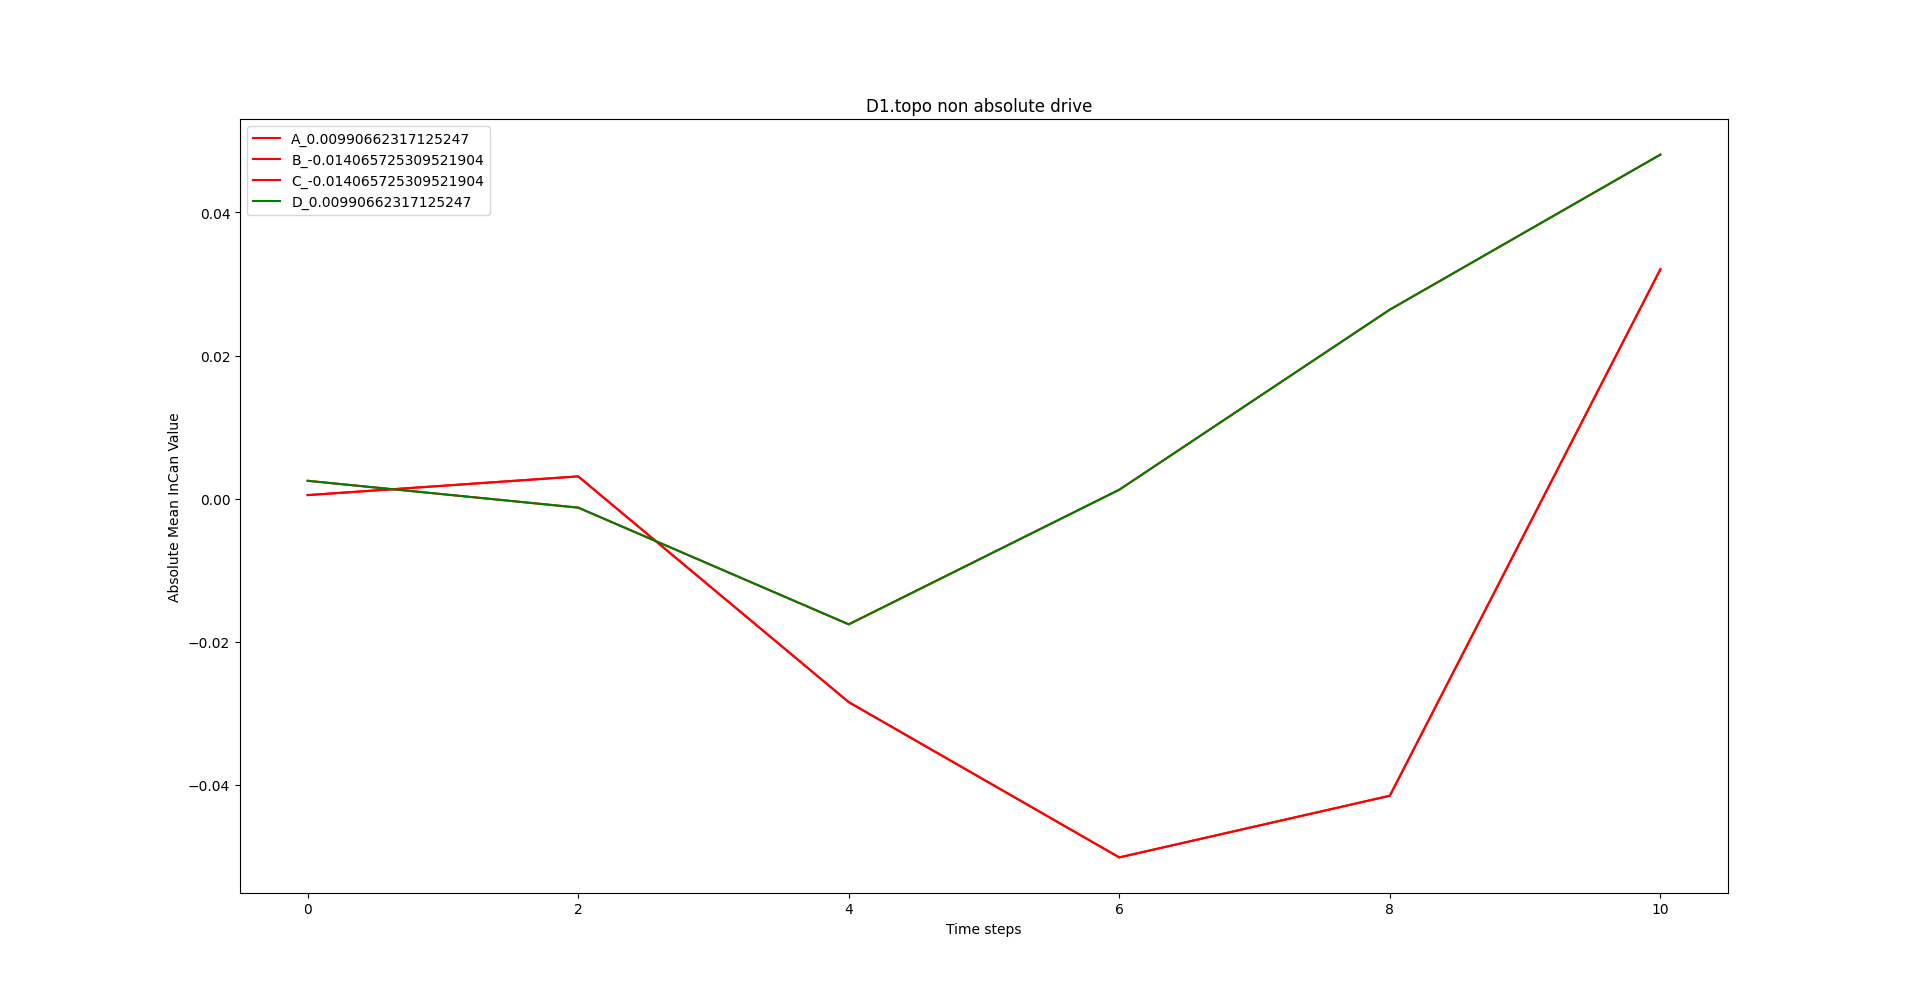 D1.topo non absolute drive
A_0.00990662317125247
B_-0.014065725309521904
C_-0.014065725309521904
D_0.00990662317125247
0.04
0.02
0.00
−0.02
−0.04
Absolute Mean InCan Value
0 2 4 6 8 10
Time steps